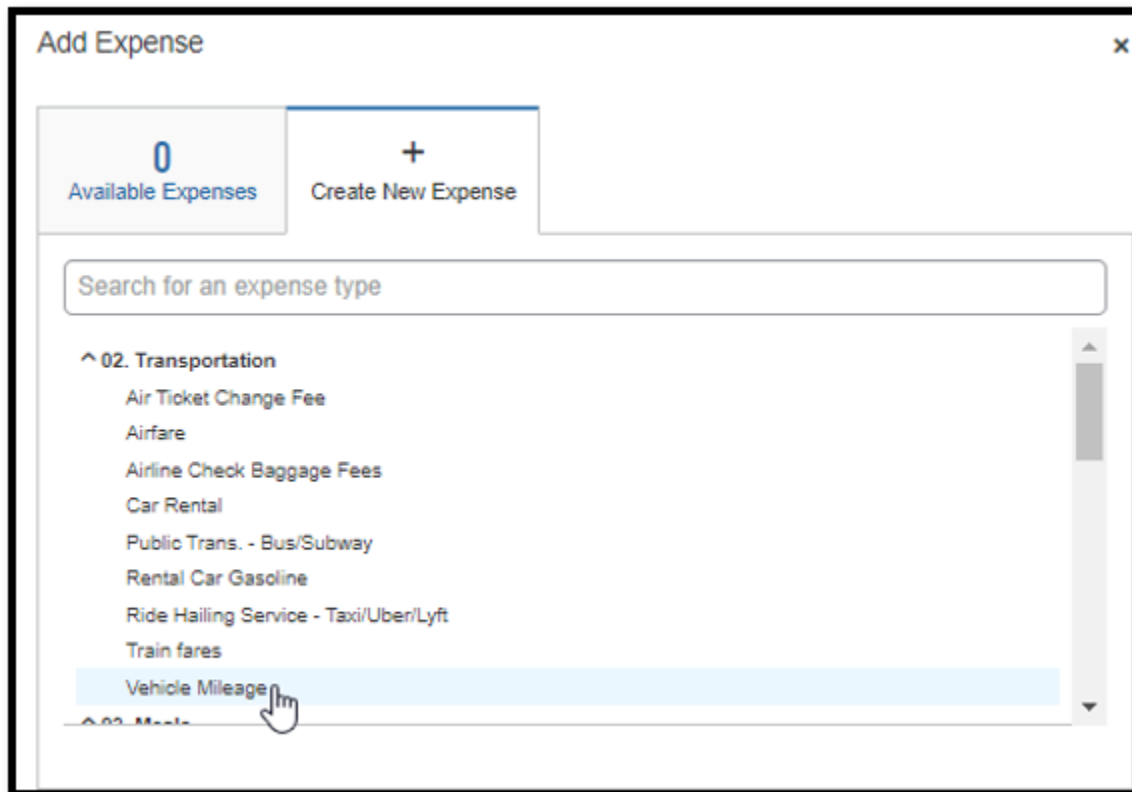 Add Expense ×
0
Available Expenses
+
Create New Expense
Search for an expense type
^ 02. Transportation
Air Ticket Change Fee
Airfare
Airline Check Baggage Fees
Car Rental
Public Trans. - Bus/Subway
Rental Car Gasoline
Ride Hailing Service - Taxi/Uber/Lyft
Train fares
Vehicle Mileage